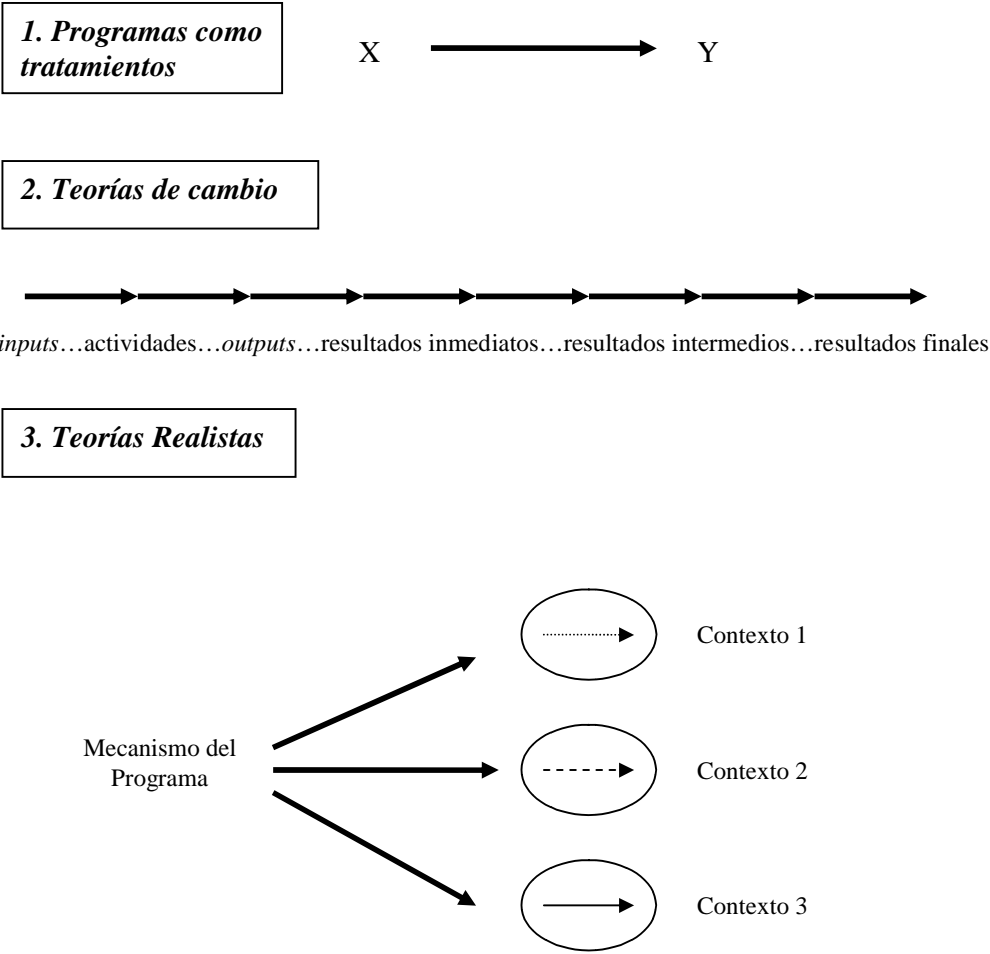 1. Programas como
tratamientos
X Y
2. Teorías de cambio
inputs…actividades…outputs…resultados inmediatos…resultados intermedios…resultados finales
3. Teorías Realistas
Contexto 1
Mecanismo del
Programa
Contexto 2
Contexto 3